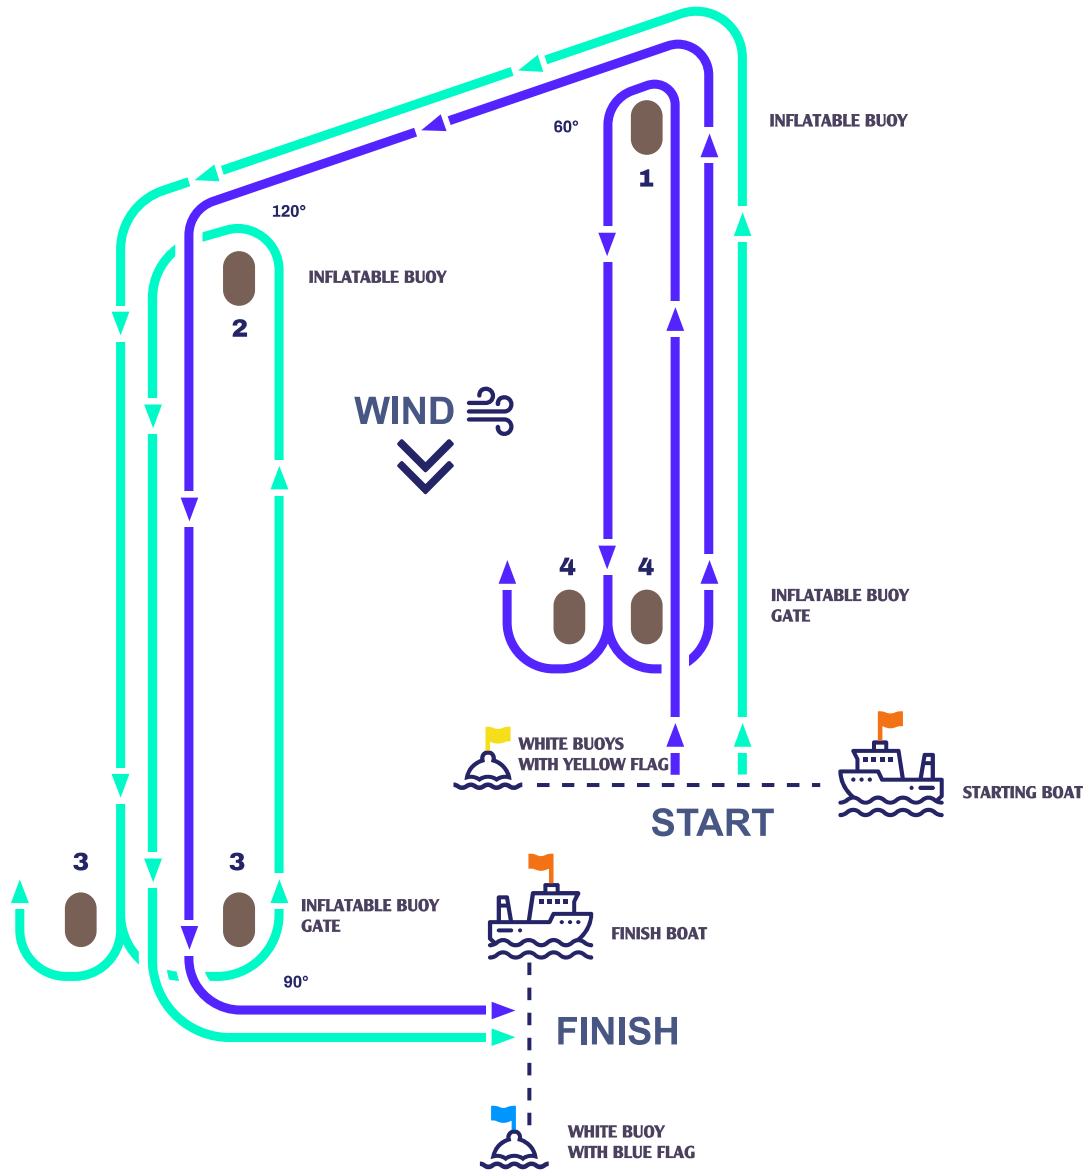 INFLATABLE BUOY
60°
1
120°
INFLATABLE BUOY
2
WIND
4
4
INFLATABLE BUOY
GATE
WHITE BUOYS
WITH YELLOW FLAG
STARTING BOAT
START
3
3
INFLATABLE BUOY
GATE
FINISH BOAT
90°
FINISH
WHITE BUOY
WITH BLUE FLAG